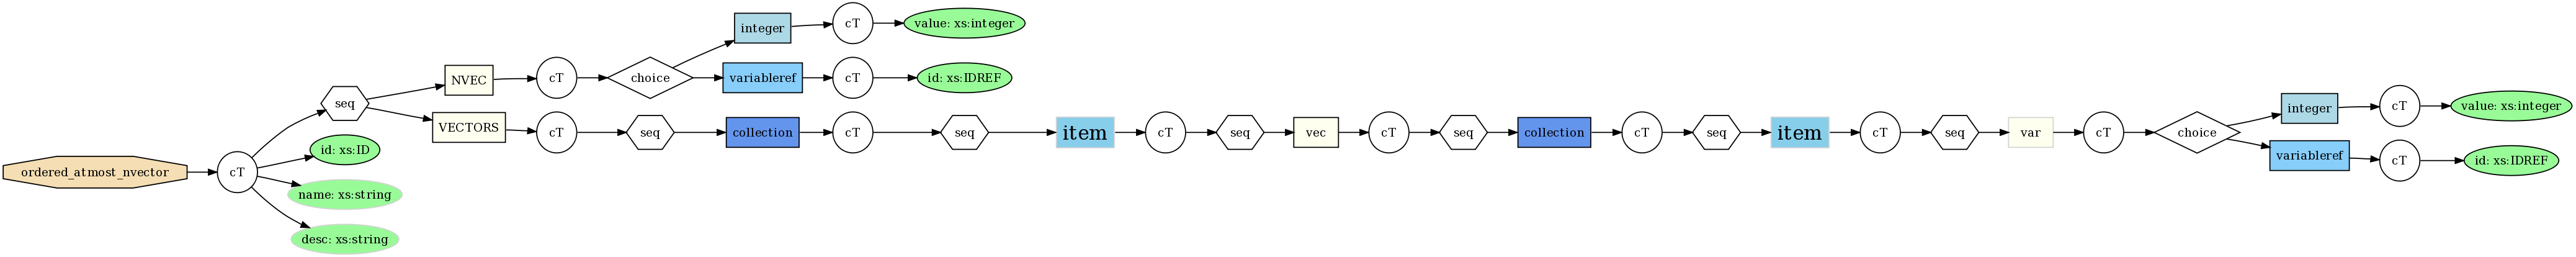 ordered_atmost_nvector
cT
seq
NVEC
cT
choice
integer
cT
value: xs:integer
variableref
cT
id: xs:IDREF
VECTORS
cT
seq
collection
cT
seq
item
cT
seq
vec
cT
seq
collection
cT
seq
item
cT
seq
var
cT
choice
integer
cT
value: xs:integer
variableref
cT
id: xs:IDREF
id: xs:ID
name: xs:string
desc: xs:string